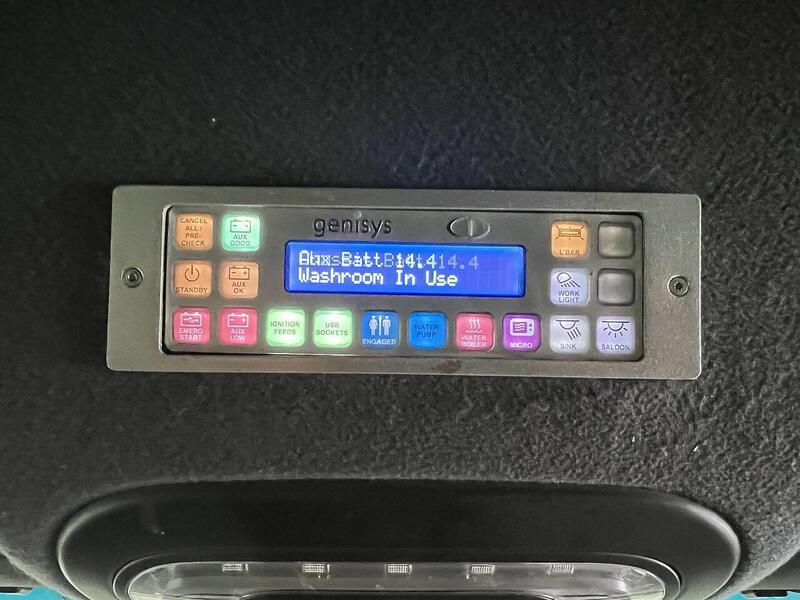 CANCEL
ALL /
PRE-
CHECK
AUX
GOOD
genisys
L'BAR
STANDBY
AUX
OK
Aux Batt 14.4
Washroom In Use
WORK
LIGHT
EMERG
START
AUX
LOW
IGNITION
FEEDS
USB
SOCKETS
ENGAGED
WATER
PUMP
WATER
BOILER
MICRO
SINK
SALOON